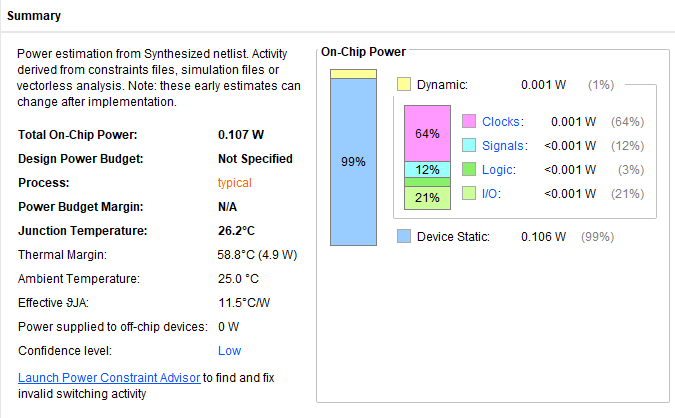 Summary
Power estimation from Synthesized netlist. Activity
derived from constraints files, simulation files or
vectorless analysis. Note: these early estimates can
change after implementation.
Total On-Chip Power: 0.107 W
Design Power Budget: Not Specified
Process: typical
Power Budget Margin: N/A
Junction Temperature: 26.2°C
Thermal Margin: 58.8°C (4.9 W)
Ambient Temperature: 25.0 °C
Effective ϑJA: 11.5°C/W
Power supplied to off-chip devices: 0 W
Confidence level: Low
Launch Power Constraint Advisor to find and fix
invalid switching activity
On-Chip Power
99%
Dynamic: 0.001 W (1%)
64%
12%
21%
Clocks: 0.001 W (64%)
Signals: <0.001 W (12%)
Logic: <0.001 W (3%)
I/O: <0.001 W (21%)
Device Static: 0.106 W (99%)